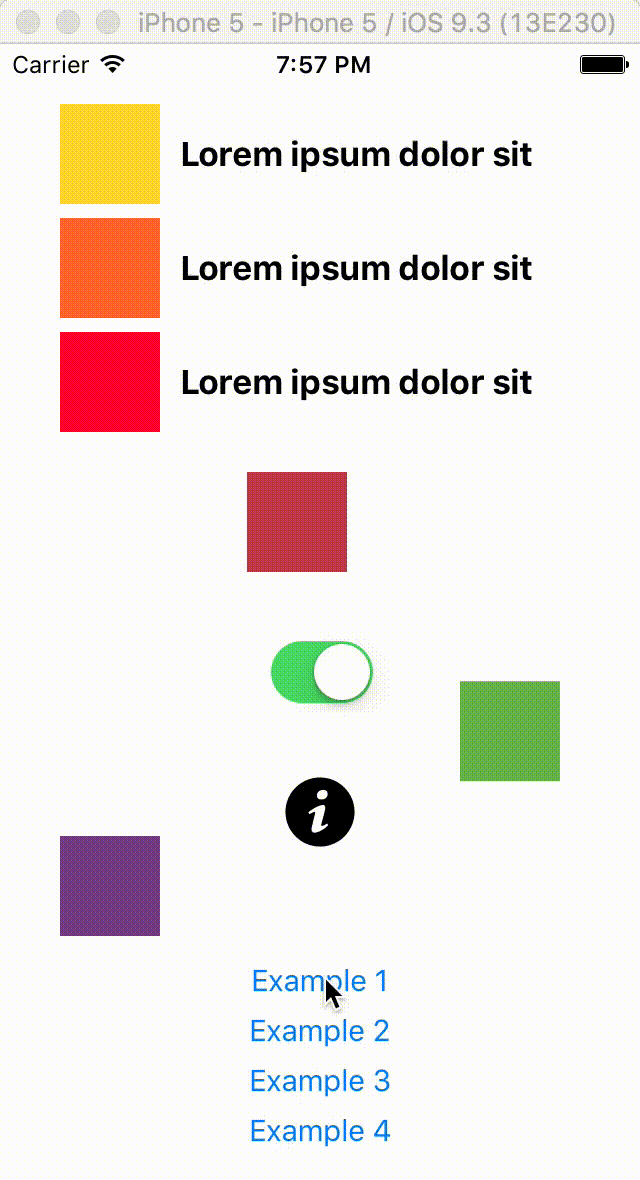 iPhone 5 - iPhone 5 / iOS 9.3 (13E230)
Carrier 7:57 PM
Lorem ipsum dolor sit
Lorem ipsum dolor sit
Lorem ipsum dolor sit
i
Example 1
Example 2
Example 3
Example 4